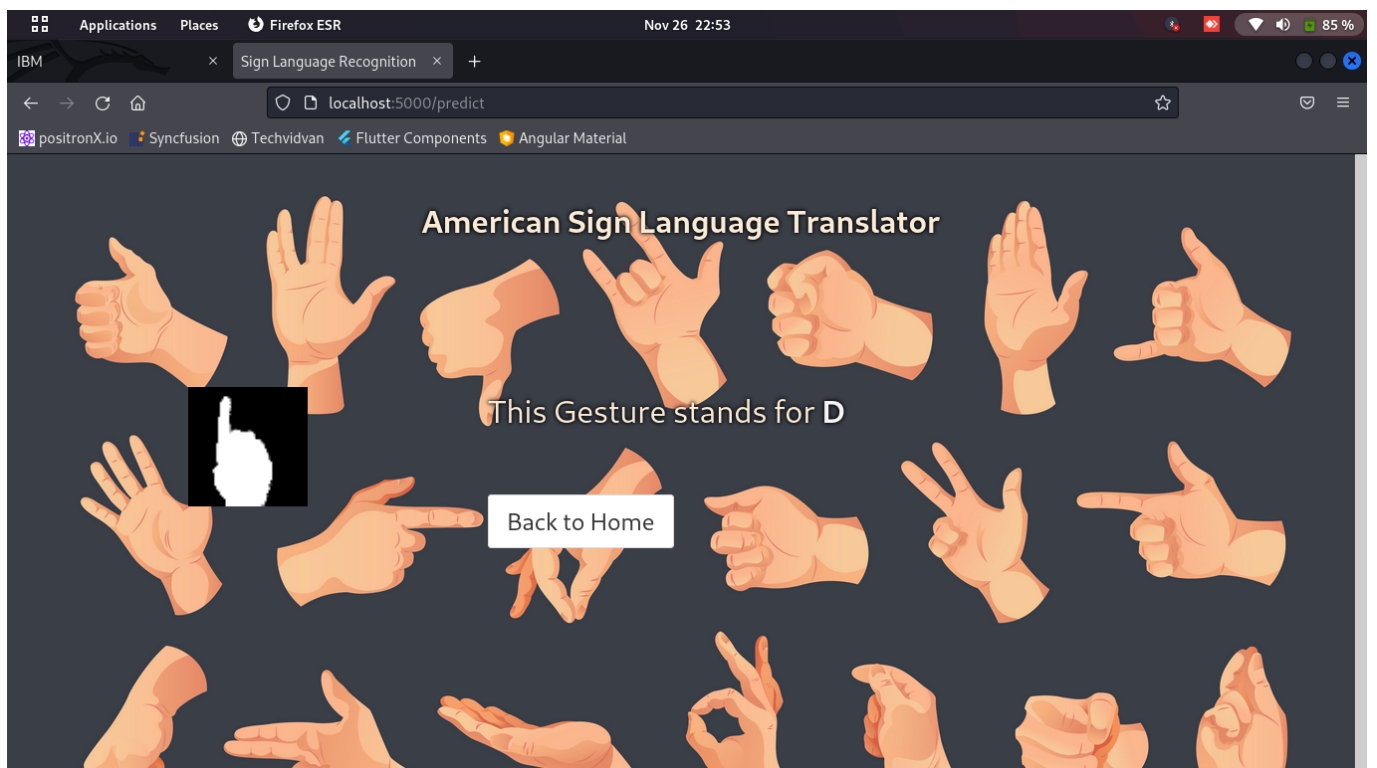 Applications Places Firefox ESR Nov 26 22:53 85 %
IBM Sign Language Recognition
localhost:5000/predict
positronX.io Syncfusion Techvidvan Flutter Components Angular Material
American Sign Language Translator
This Gesture stands for D
Back to Home